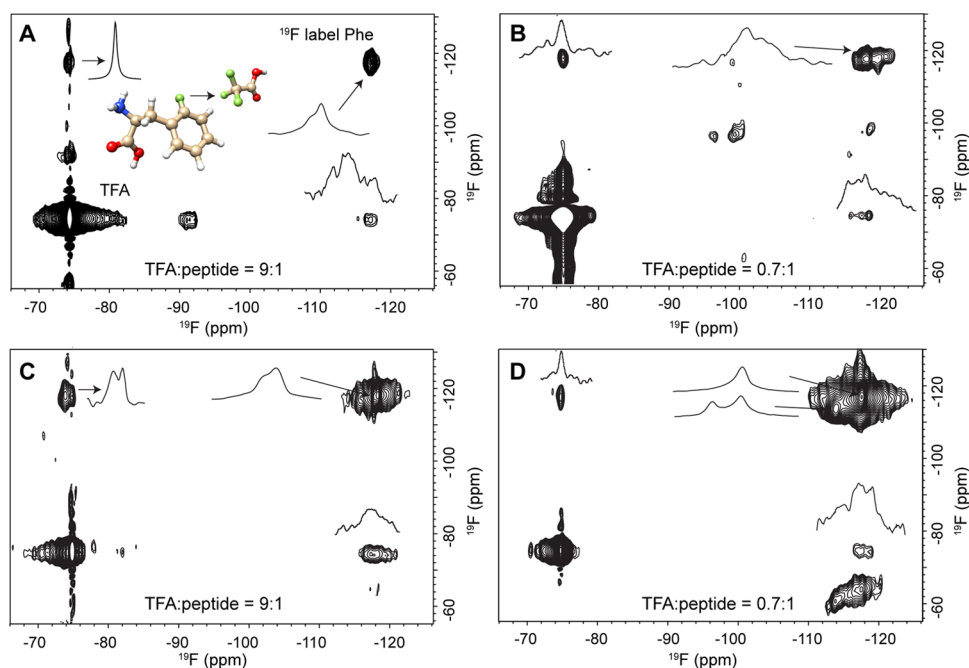 A
¹⁹F label Phe
TFA
TFA:peptide = 9:1
-120
-100
-80
-60
¹⁹F (ppm)
-70 -80 -90 -100 -110 -120
¹⁹F (ppm)
B
TFA:peptide = 0.7:1
-120
-100
-80
-60
¹⁹F (ppm)
-70 -80 -90 -100 -110 -120
¹⁹F (ppm)
C
TFA:peptide = 9:1
-120
-100
-80
-60
¹⁹F (ppm)
-70 -80 -90 -100 -110 -120
¹⁹F (ppm)
D
TFA:peptide = 0.7:1
-120
-100
-80
-60
¹⁹F (ppm)
-70 -80 -90 -100 -110 -120
¹⁹F (ppm)